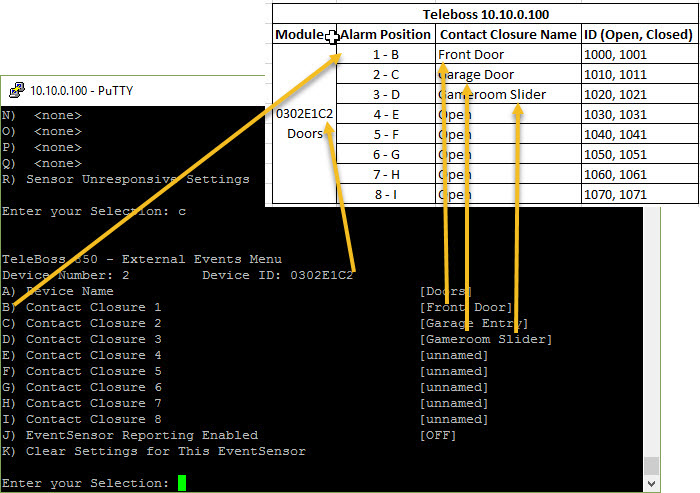 Teleboss 10.10.0.100
Module Alarm Position Contact Closure Name ID (Open, Closed)
1 - B Front Door 1000, 1001
2 - C Garage Door 1010, 1011
3 - D Gameroom Slider 1020, 1021
0302E1C2 4 - E Open 1030, 1031
Doors 5 - F Open 1040, 1041
6 - G Open 1050, 1051
7 - H Open 1060, 1061
8 - I Open 1070, 1071
10.10.0.100 - PuTTY
N) <none>
O) <none>
P) <none>
Q) <none>
R) Sensor Unresponsive Settings
Enter your Selection: c
TeleBoss 850 - External Events Menu
Device Number: 2 Device ID: 0302E1C2
A) Device Name [Doors]
B) Contact Closure 1 [Front Door]
C) Contact Closure 2 [Garage Entry]
D) Contact Closure 3 [Gameroom Slider]
E) Contact Closure 4 [unnamed]
F) Contact Closure 5 [unnamed]
G) Contact Closure 6 [unnamed]
H) Contact Closure 7 [unnamed]
I) Contact Closure 8 [unnamed]
J) EventSensor Reporting Enabled [OFF]
K) Clear Settings for This EventSensor
Enter your Selection: